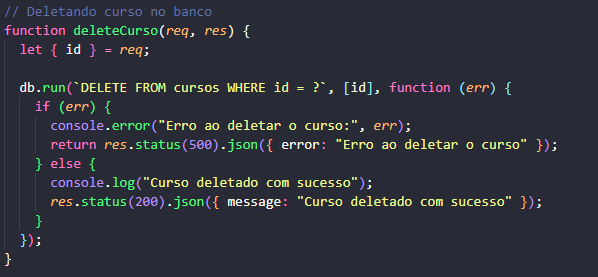 // Deletando curso no banco
function deleteCurso(req, res) {
  let { id } = req;

  db.run(`DELETE FROM cursos WHERE id = ?`, [id], function (err) {
    if (err) {
      console.error("Erro ao deletar o curso:", err);
      return res.status(500).json({ error: "Erro ao deletar o curso" });
    } else {
      console.log("Curso deletado com sucesso");
      res.status(200).json({ message: "Curso deletado com sucesso" });
    }
  });
}